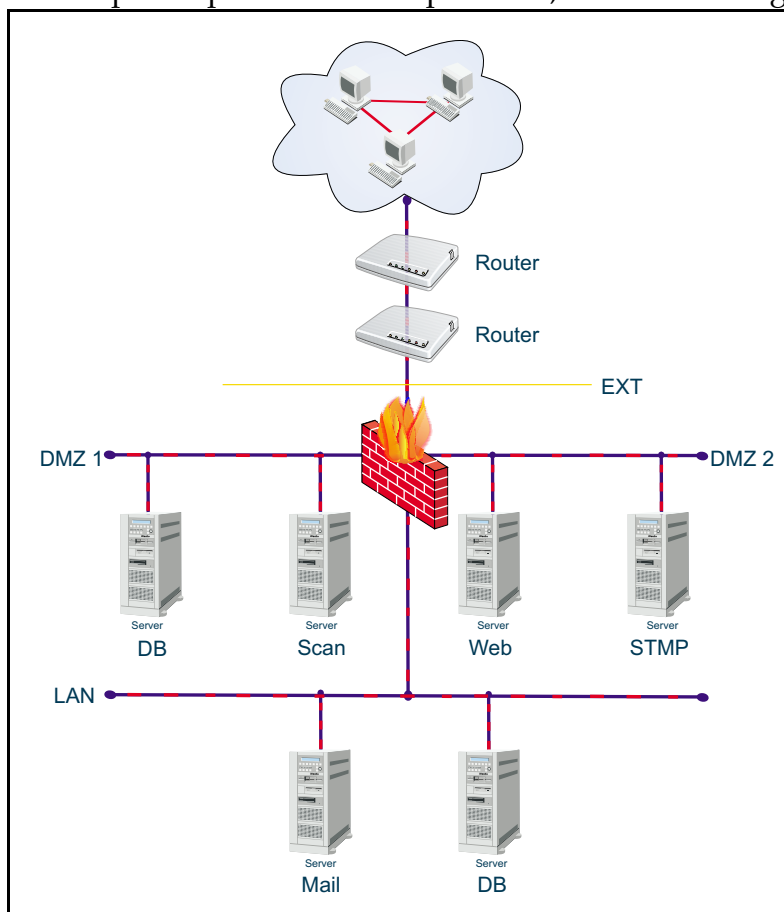 Router
Router
EXT
DMZ 1
DMZ 2
Server
DB
Server
Scan
Server
Web
Server
STMP
LAN
Server
Mail
Server
DB